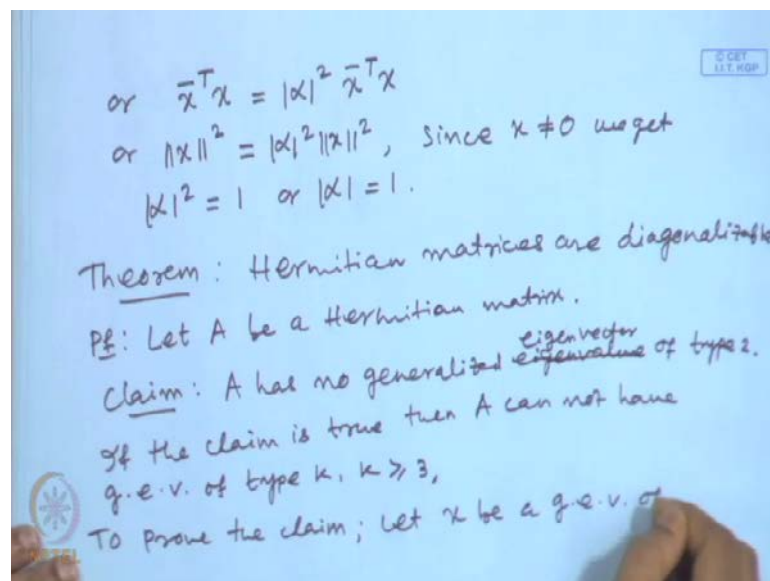 or x̄ᵀx = |α|² x̄ᵀx
© CET
I.I.T. KGP
or ||x||² = |α|²||x||², Since x ≠ 0 we get
|α|² = 1 or |α| = 1.
Theorem : Hermitian matrices are diagonalizable
Pf: Let A be a Hermitian matrix.
eigenvector
Claim : A has no generalized eigenvalue of type 2.
If the claim is true then A can not have
g.e.v. of type k, k ≥ 3,
To prove the claim; Let x be a g.e.v. of